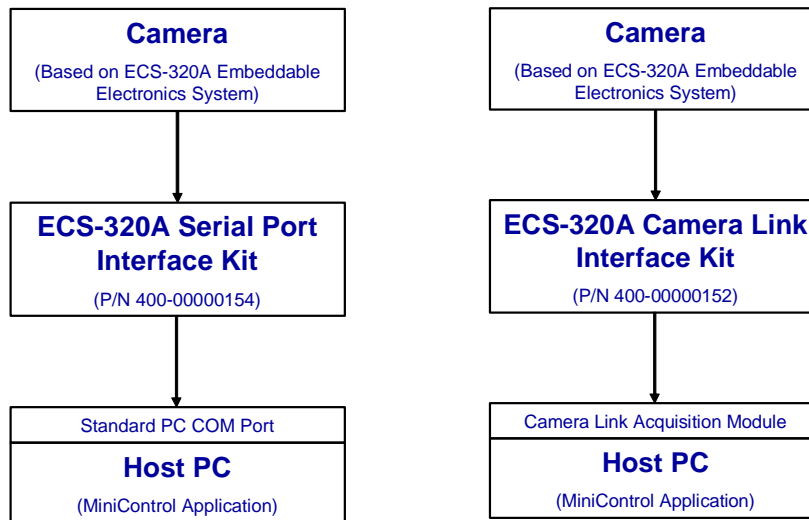 Camera
(Based on ECS-320A Embeddable
Electronics System)
ECS-320A Serial Port
Interface Kit
(P/N 400-00000154)
Standard PC COM Port
Host PC
(MiniControl Application)
Camera
(Based on ECS-320A Embeddable
Electronics System)
ECS-320A Camera Link
Interface Kit
(P/N 400-00000152)
Camera Link Acquisition Module
Host PC
(MiniControl Application)